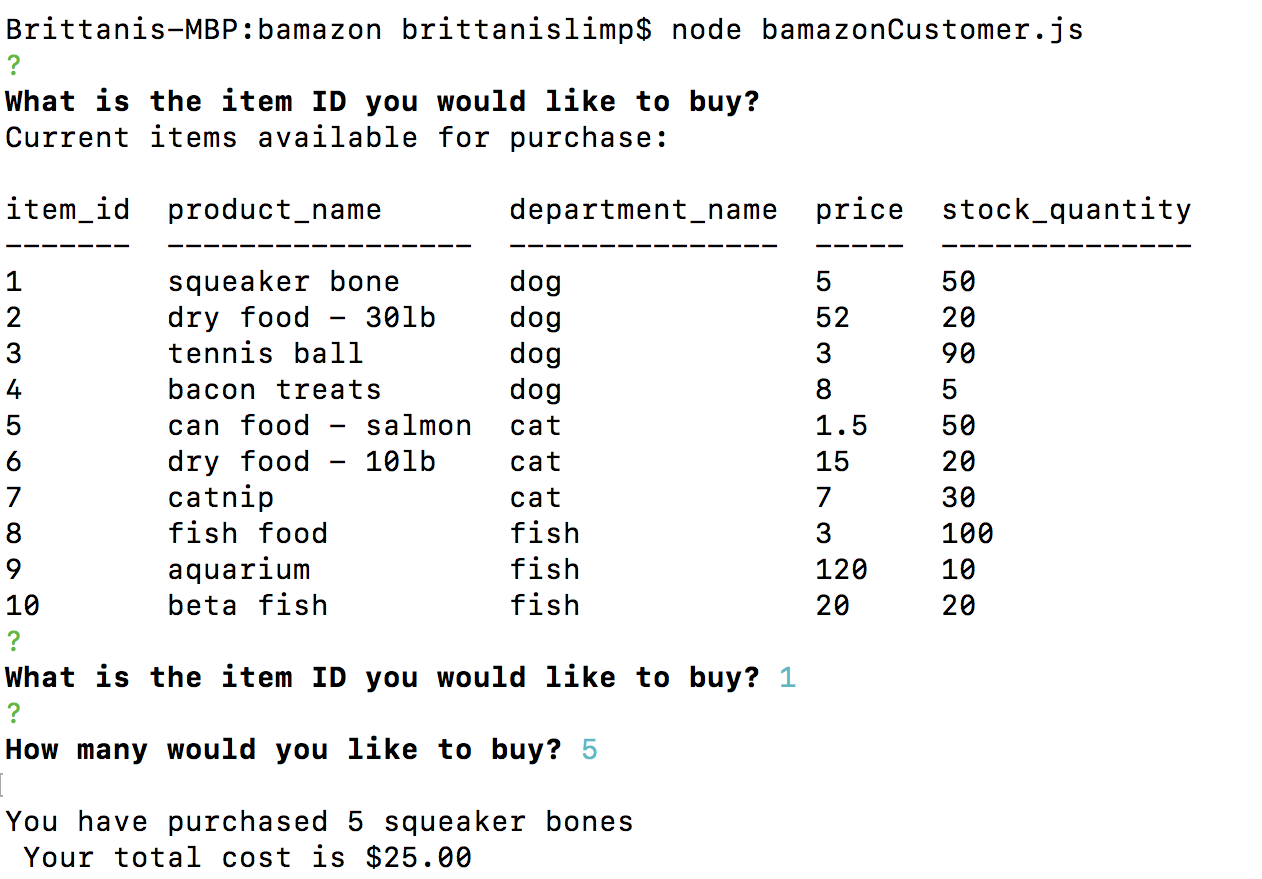 Brittanis-MBP:bamazon brittanislimp$ node bamazonCustomer.js
?
What is the item ID you would like to buy?
Current items available for purchase:
item_id  product_name       department_name  price  stock_quantity
-------  -----------------  ---------------  -----  --------------
1        squeaker bone      dog              5      50
2        dry food - 30lb    dog              52     20
3        tennis ball        dog              3      90
4        bacon treats       dog              8      5
5        can food - salmon  cat              1.5    50
6        dry food - 10lb    cat              15     20
7        catnip             cat              7      30
8        fish food          fish             3      100
9        aquarium           fish             120    10
10       beta fish          fish             20     20
?
What is the item ID you would like to buy? 1
?
How many would you like to buy? 5
You have purchased 5 squeaker bones
 Your total cost is $25.00